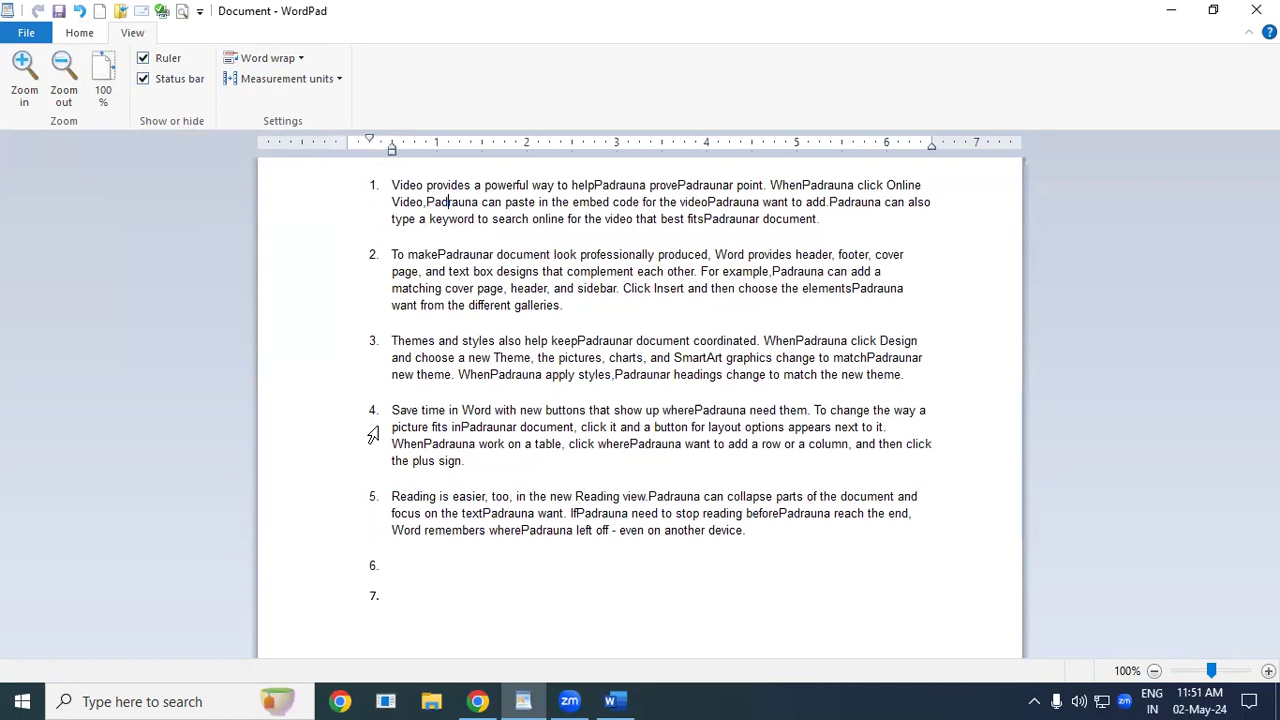 Document - WordPad
File Home View
Zoom in
Zoom out
100 %
Zoom
Ruler
Status bar
Show or hide
Word wrap
Measurement units
Settings
1 2 3 4 5 6 7
1. Video provides a powerful way to helpPadrauna provePadraunar point. WhenPadrauna click Online
Video,Padrauna can paste in the embed code for the videoPadrauna want to add.Padrauna can also
type a keyword to search online for the video that best fitsPadraunar document.
2. To makePadraunar document look professionally produced, Word provides header, footer, cover
page, and text box designs that complement each other. For example,Padrauna can add a
matching cover page, header, and sidebar. Click Insert and then choose the elementsPadrauna
want from the different galleries.
3. Themes and styles also help keepPadraunar document coordinated. WhenPadrauna click Design
and choose a new Theme, the pictures, charts, and SmartArt graphics change to matchPadraunar
new theme. WhenPadrauna apply styles,Padraunar headings change to match the new theme.
4. Save time in Word with new buttons that show up wherePadrauna need them. To change the way a
picture fits inPadraunar document, click it and a button for layout options appears next to it.
WhenPadrauna work on a table, click wherePadrauna want to add a row or a column, and then click
the plus sign.
5. Reading is easier, too, in the new Reading view.Padrauna can collapse parts of the document and
focus on the textPadrauna want. IfPadrauna need to stop reading beforePadrauna reach the end,
Word remembers wherePadrauna left off - even on another device.
6.
7.
100%
Type here to search
zm
W
zm
ENG
IN
11:51 AM
02-May-24